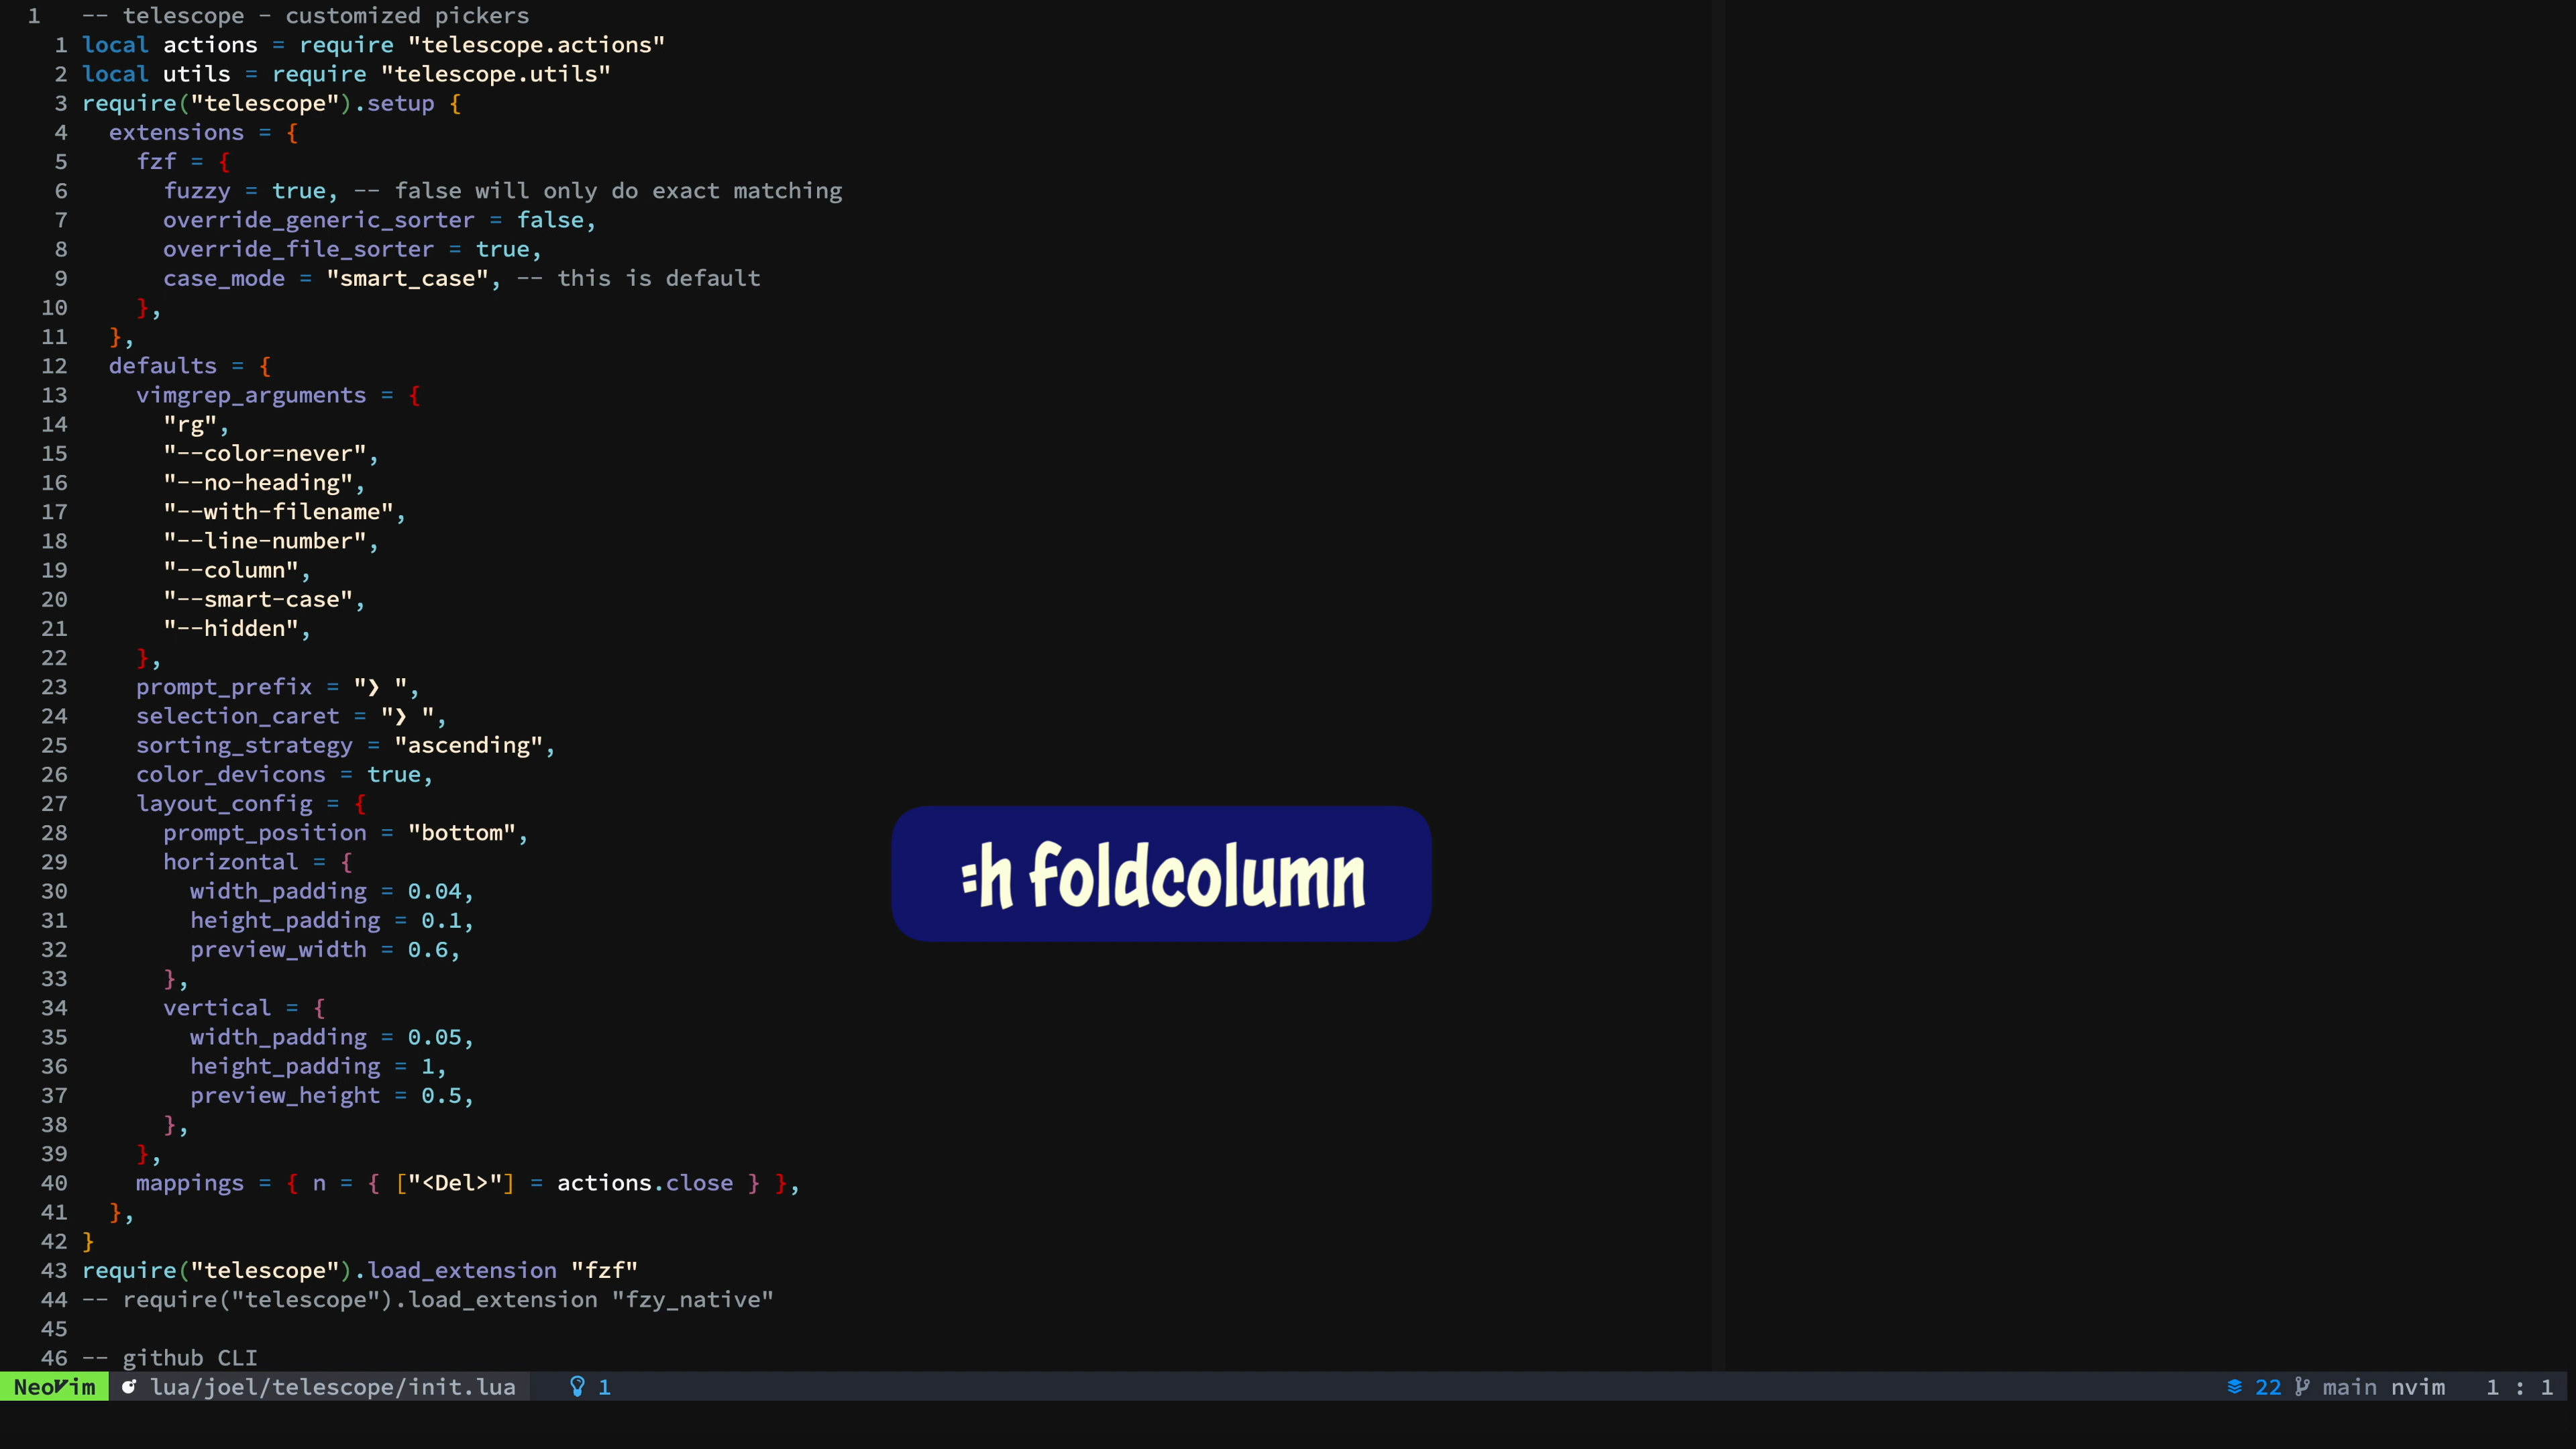 1   -- telescope - customized pickers
  1 local actions = require "telescope.actions"
  2 local utils = require "telescope.utils"
  3 require("telescope").setup {
  4   extensions = {
  5     fzf = {
  6       fuzzy = true, -- false will only do exact matching
  7       override_generic_sorter = false,
  8       override_file_sorter = true,
  9       case_mode = "smart_case", -- this is default
 10     },
 11   },
 12   defaults = {
 13     vimgrep_arguments = {
 14       "rg",
 15       "--color=never",
 16       "--no-heading",
 17       "--with-filename",
 18       "--line-number",
 19       "--column",
 20       "--smart-case",
 21       "--hidden",
 22     },
 23     prompt_prefix = "❯ ",
 24     selection_caret = "❯ ",
 25     sorting_strategy = "ascending",
 26     color_devicons = true,
 27     layout_config = {
 28       prompt_position = "bottom",
 29       horizontal = {
 30         width_padding = 0.04,
 31         height_padding = 0.1,
 32         preview_width = 0.6,
 33       },
 34       vertical = {
 35         width_padding = 0.05,
 36         height_padding = 1,
 37         preview_height = 0.5,
 38       },
 39     },
 40     mappings = { n = { ["<Del>"] = actions.close } },
 41   },
 42 }
 43 require("telescope").load_extension "fzf"
 44 -- require("telescope").load_extension "fzy_native"
 45
 46 -- github CLI
:h foldcolumn
NeoVim lua/joel/telescope/init.lua 1 22 main nvim 1 : 1